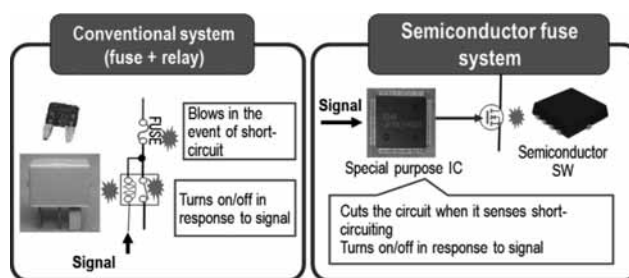 Conventional system
(fuse + relay)
FUSE
Blows in the
event of short-
circuit
Turns on/off in
response to signal
Signal
Semiconductor fuse
system
Signal
Special purpose IC
Semiconductor
SW
Cuts the circuit when it senses short-
circuiting
Turns on/off in response to signal